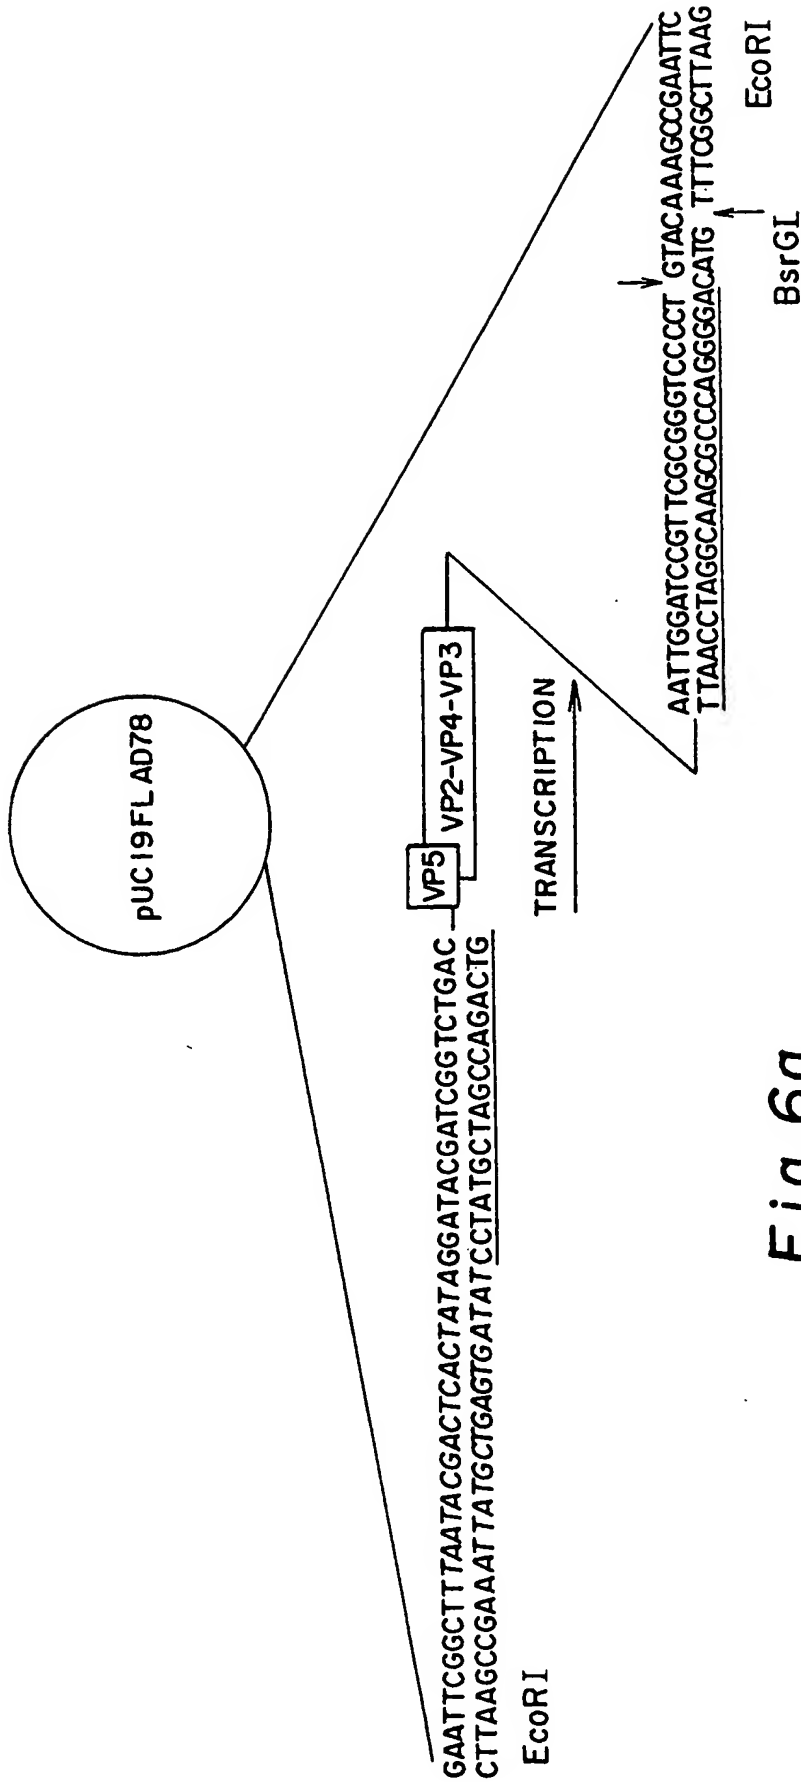 pUC19FLAD78
GAATTCGGCTTTAATACGACTCACTATAGGATACGATCGGTCTGAC
CTTAAGCCGAAATTATGCTGAGTGATATCCTATGCTAGCCAGACTG
EcoRI
VP5
VP2-VP4-VP3
TRANSCRIPTION
AATTGGATCCGTTCGCGGGTCCCCT GTACAAAGCCGAATTC
TTAACCTAGGCAAGCGCCCAGGGGACATG TTTCGGCTTAAG
BsrGI
EcoRI
Fig. 6a